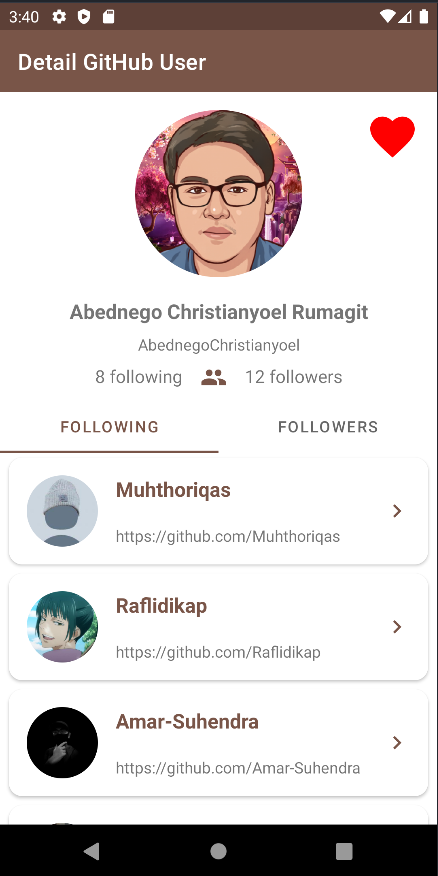 3:40
Detail GitHub User
Abednego Christianyoel Rumagit
AbednegoChristianyoel
8 following 12 followers
FOLLOWING FOLLOWERS
Muhthoriqas
https://github.com/Muhthoriqas
Raflidikap
https://github.com/Raflidikap
Amar-Suhendra
https://github.com/Amar-Suhendra